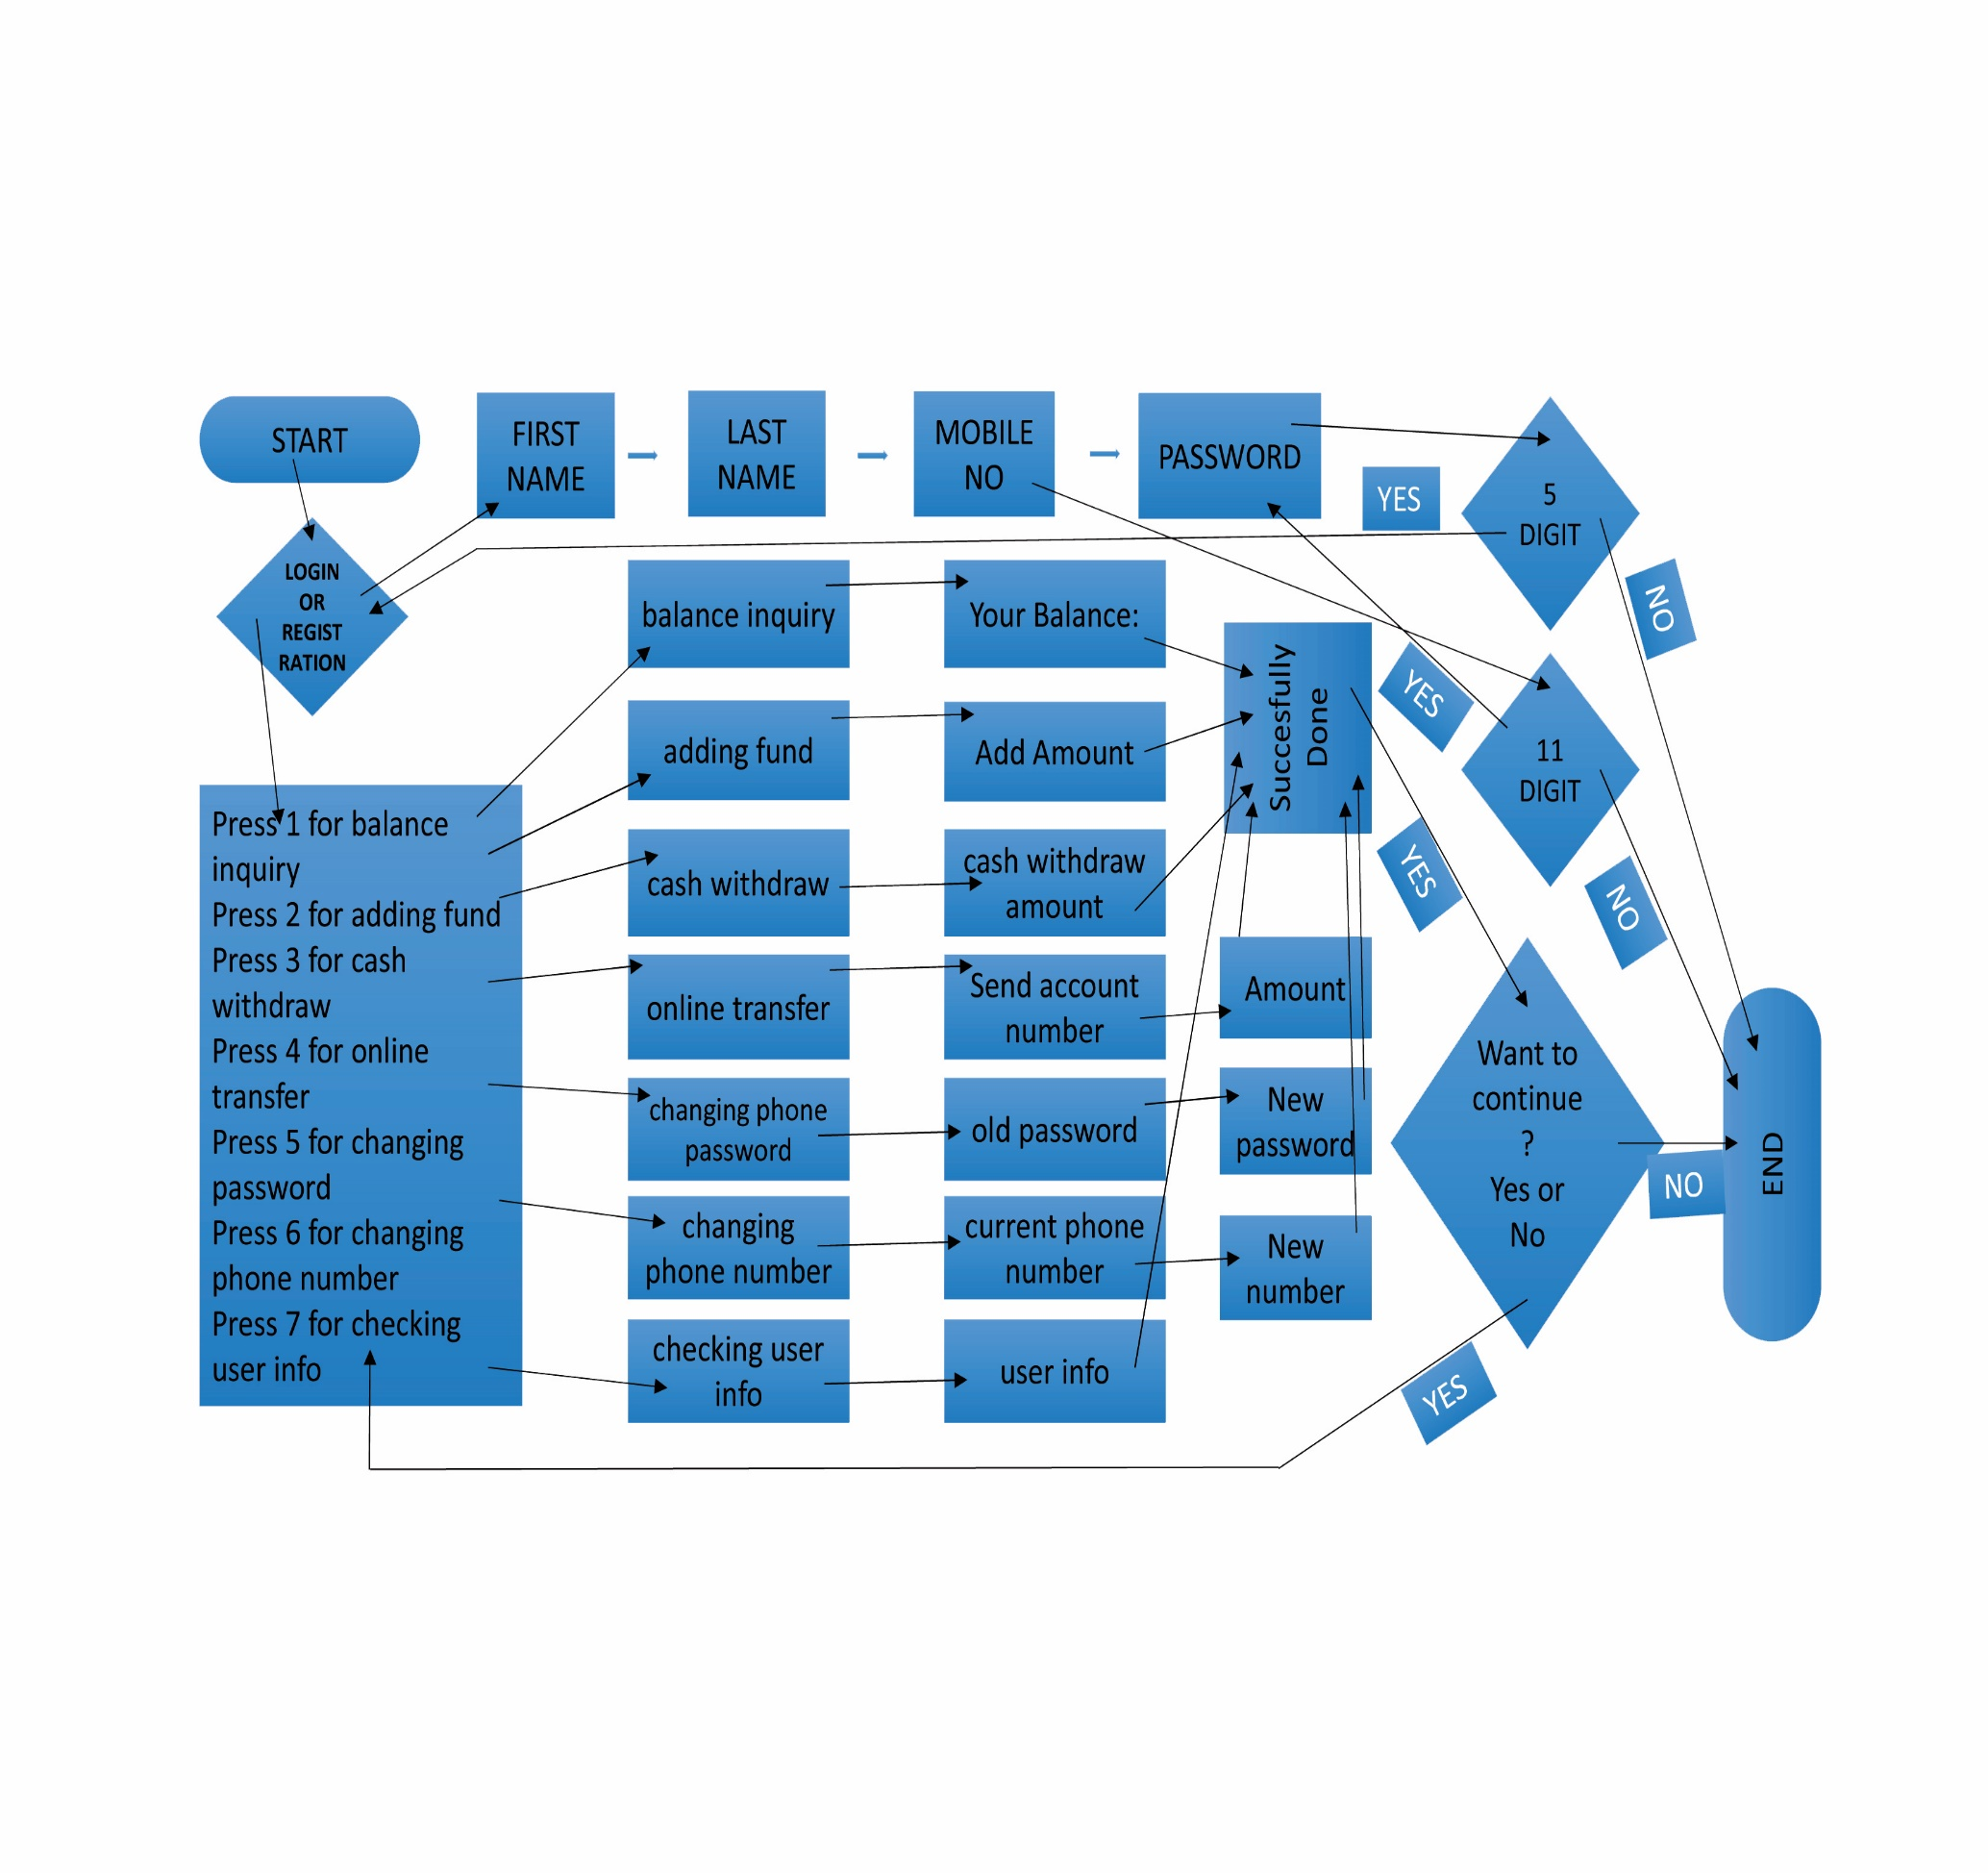 START
FIRST
NAME
LAST
NAME
MOBILE
NO
PASSWORD
YES
5
DIGIT
NO
LOGIN
OR
REGIST
RATION
balance inquiry
Your Balance:
Succesfully
Done
YES
11
DIGIT
NO
adding fund
Add Amount
Press 1 for balance
inquiry
Press 2 for adding fund
Press 3 for cash
withdraw
Press 4 for online
transfer
Press 5 for changing
password
Press 6 for changing
phone number
Press 7 for checking
user info
cash withdraw
cash withdraw
amount
YES
online transfer
Send account
number
Amount
changing phone
password
old password
New
password
Want to
continue
?
Yes or
No
NO
END
changing
phone number
current phone
number
New
number
checking user
info
user info
YES